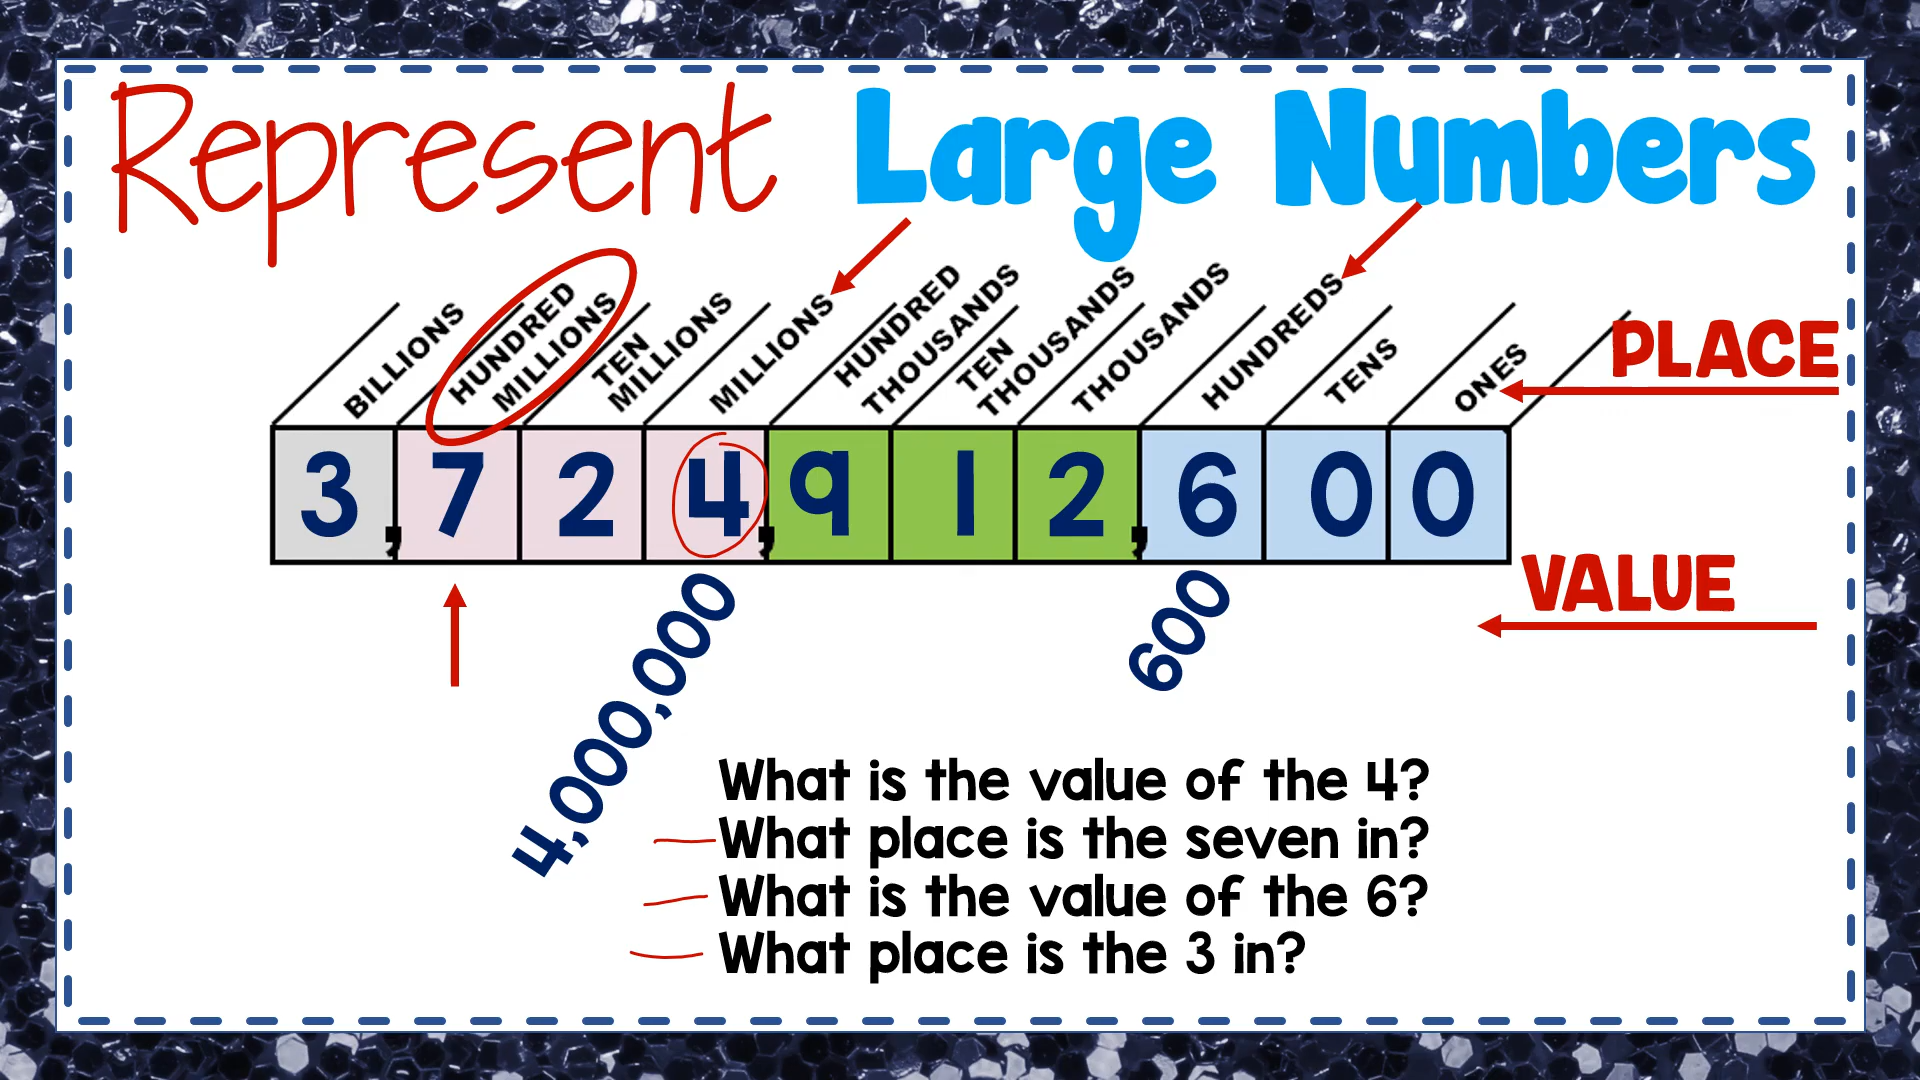 Represent Large Numbers
BILLIONS
HUNDRED
MILLIONS
TEN
MILLIONS
MILLIONS
HUNDRED
THOUSANDS
TEN
THOUSANDS
THOUSANDS
HUNDREDS
TENS
ONES
PLACE
3,724,912,600
VALUE
4,000,000
600
What is the value of the 4?
What place is the seven in?
What is the value of the 6?
What place is the 3 in?